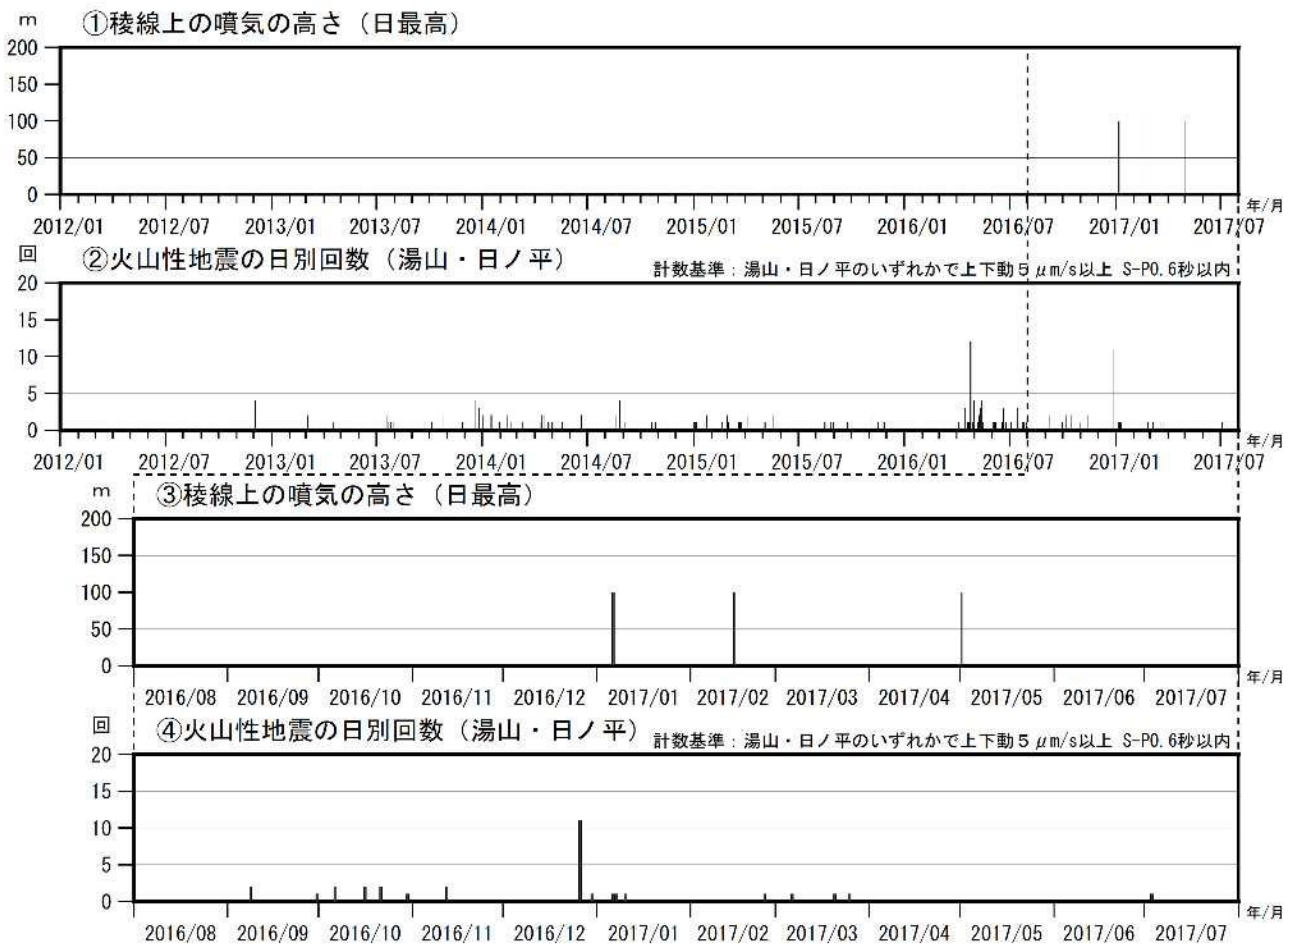 m ①稜線上の噴気の高さ（日最高）
200
150
100
50
0
2012/01 2012/07 2013/01 2013/07 2014/01 2014/07 2015/01 2015/07 2016/01 2016/07 2017/01 2017/07 年/月
回 ②火山性地震の日別回数（湯山・日ノ平） 計数基準：湯山・日ノ平のいずれかで上下動５μm/s以上 S-P0.6秒以内
20
15
10
5
0
2012/01 2012/07 2013/01 2013/07 2014/01 2014/07 2015/01 2015/07 2016/01 2016/07 2017/01 2017/07 年/月
m ③稜線上の噴気の高さ（日最高）
200
150
100
50
0
2016/08 2016/09 2016/10 2016/11 2016/12 2017/01 2017/02 2017/03 2017/04 2017/05 2017/06 2017/07 年/月
回 ④火山性地震の日別回数（湯山・日ノ平） 計数基準：湯山・日ノ平のいずれかで上下動５μm/s以上 S-P0.6秒以内
20
15
10
5
0
2016/08 2016/09 2016/10 2016/11 2016/12 2017/01 2017/02 2017/03 2017/04 2017/05 2017/06 2017/07 年/月